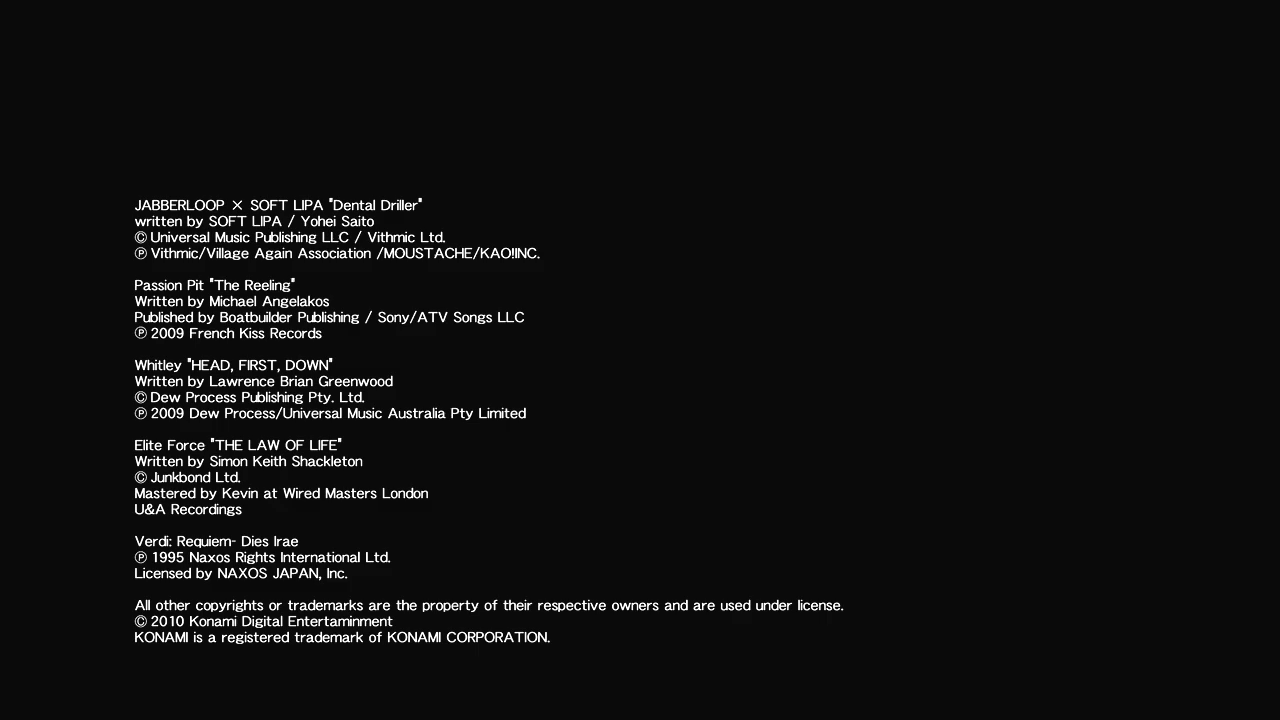 JABBERLOOP × SOFT LIPA "Dental Driller"
written by SOFT LIPA / Yohei Saito
© Universal Music Publishing LLC / Vithmic Ltd.
℗ Vithmic/Village Again Association /MOUSTACHE/KAO!INC.
Passion Pit "The Reeling"
Written by Michael Angelakos
Published by Boatbuilder Publishing / Sony/ATV Songs LLC
℗ 2009 French Kiss Records
Whitley "HEAD, FIRST, DOWN"
Written by Lawrence Brian Greenwood
© Dew Process Publishing Pty. Ltd.
℗ 2009 Dew Process/Universal Music Australia Pty Limited
Elite Force "THE LAW OF LIFE"
Written by Simon Keith Shackleton
© Junkbond Ltd.
Mastered by Kevin at Wired Masters London
U&A Recordings
Verdi: Requiem- Dies Irae
℗ 1995 Naxos Rights International Ltd.
Licensed by NAXOS JAPAN, Inc.
All other copyrights or trademarks are the property of their respective owners and are used under license.
© 2010 Konami Digital Entertaminment
KONAMI is a registered trademark of KONAMI CORPORATION.